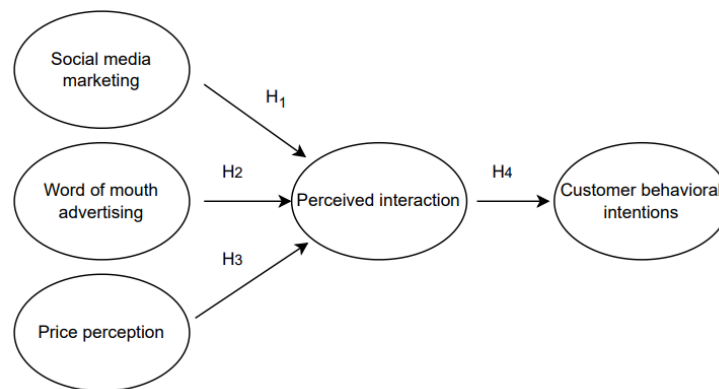 Social media
marketing
H1
Word of mouth
advertising
H2
Perceived interaction
H4
Customer behavioral
intentions
H3
Price perception